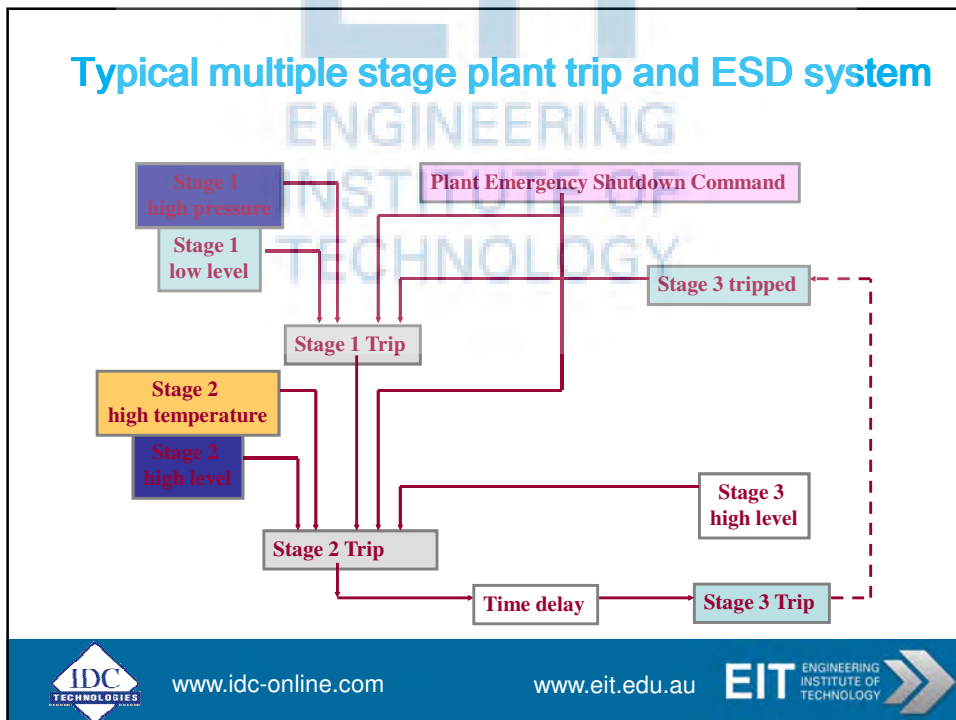 Typical multiple stage plant trip and ESD system
ENGINEERING
INSTITUTE OF
TECHNOLOGY
Stage 1
high pressure
Plant Emergency Shutdown Command
Stage 1
low level
Stage 3 tripped
Stage 1 Trip
Stage 2
high temperature
Stage 2
high level
Stage 3
high level
Stage 2 Trip
Time delay
Stage 3 Trip
IDC
TECHNOLOGIES
www.idc-online.com
www.eit.edu.au
EIT
ENGINEERING
INSTITUTE OF
TECHNOLOGY